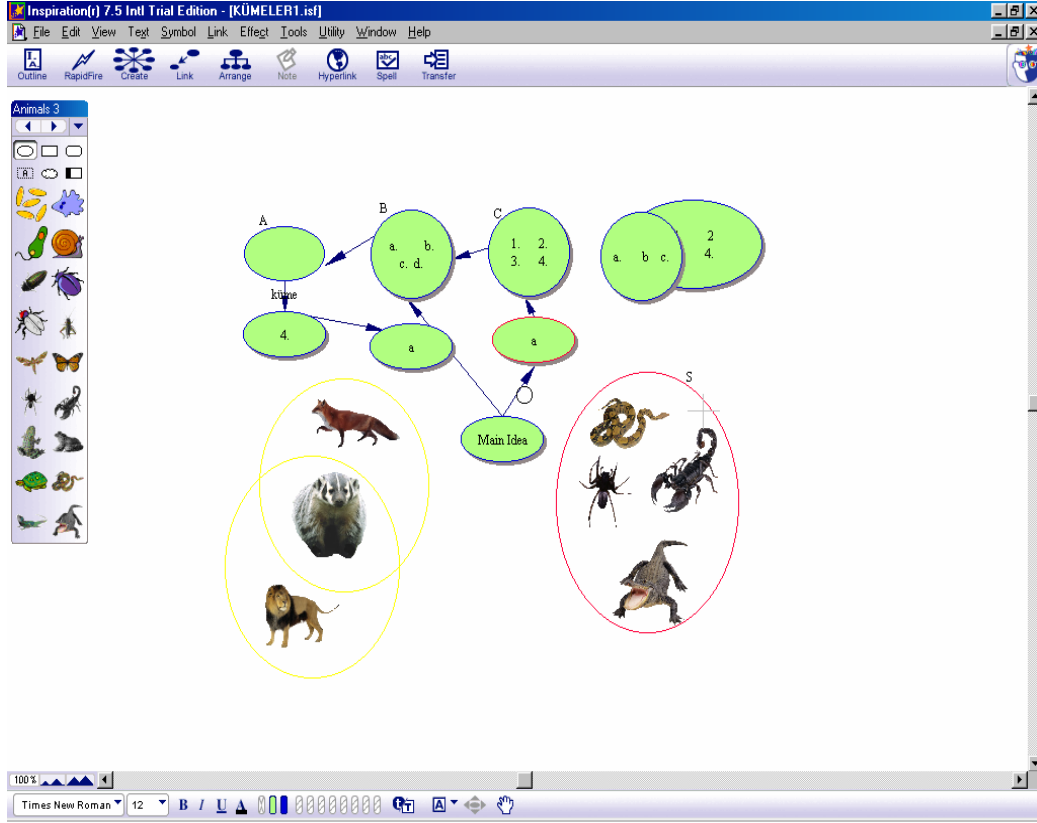 Inspiration(r) 7.5 Intl Trial Edition - [KÜMELER1.isf]
File Edit View Text Symbol Link Effect Tools Utility Window Help
Outline RapidFire Create Link Arrange Note Hyperlink Spell Transfer
Animals 3
A
B
C
a. b.
c. d.
1. 2.
3. 4.
a. b c.
2
4.
küme
4.
a
a
Main Idea
S
100%
Times New Roman 12 B I U A